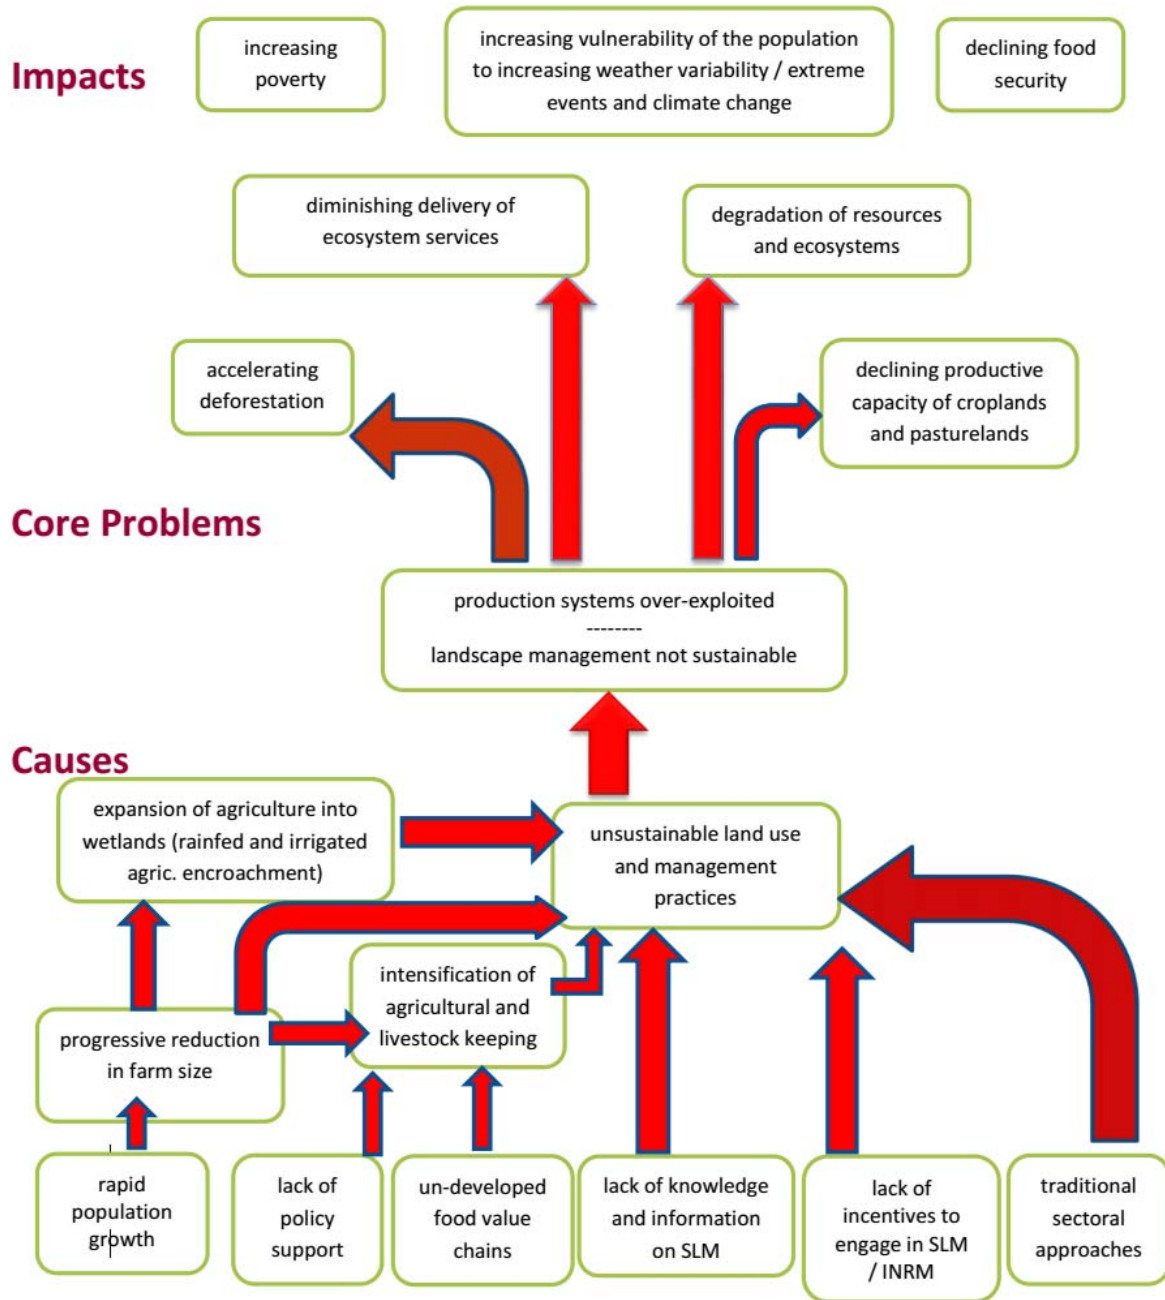 Impacts
increasing
poverty
increasing vulnerability of the population
to increasing weather variability / extreme
events and climate change
declining food
security
diminishing delivery of
ecosystem services
degradation of resources
and ecosystems
accelerating
deforestation
declining productive
capacity of croplands
and pasturelands
Core Problems
production systems over-exploited
--------
landscape management not sustainable
Causes
expansion of agriculture into
wetlands (rainfed and irrigated
agric. encroachment)
unsustainable land use
and management
practices
intensification of
agricultural and
livestock keeping
progressive reduction
in farm size
rapid
population
growth
lack of
policy
support
un-developed
food value
chains
lack of knowledge
and information
on SLM
lack of
incentives to
engage in SLM
/ INRM
traditional
sectoral
approaches